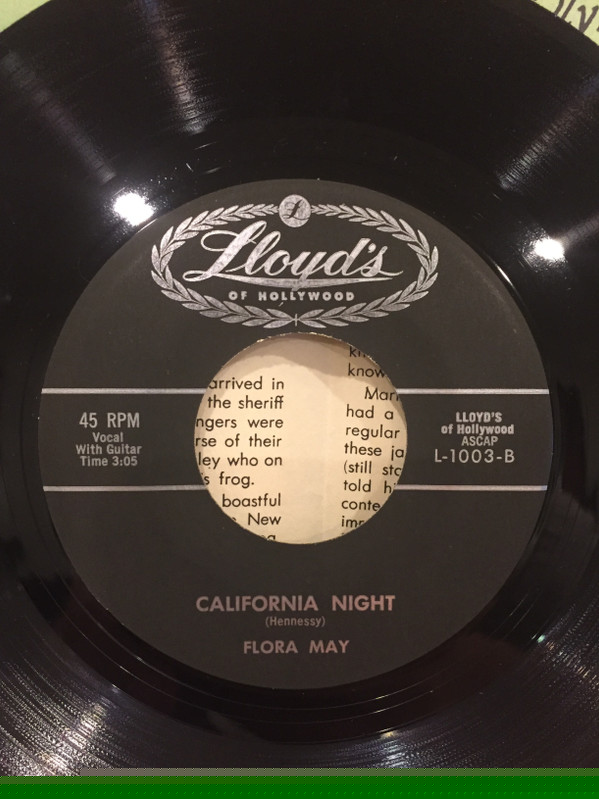 Lloyd's
OF HOLLYWOOD
45 RPM
Vocal
With Guitar
Time 3:05
LLOYD'S
of Hollywood
ASCAP
L-1003-B
arrived in
the sheriff
ngers were
rse of their
ley who on
s frog.
boastful
New
know
Mar
had a
regular
these ja
(still sto
told h
conte
im
CALIFORNIA NIGHT
(Hennessy)
FLORA MAY